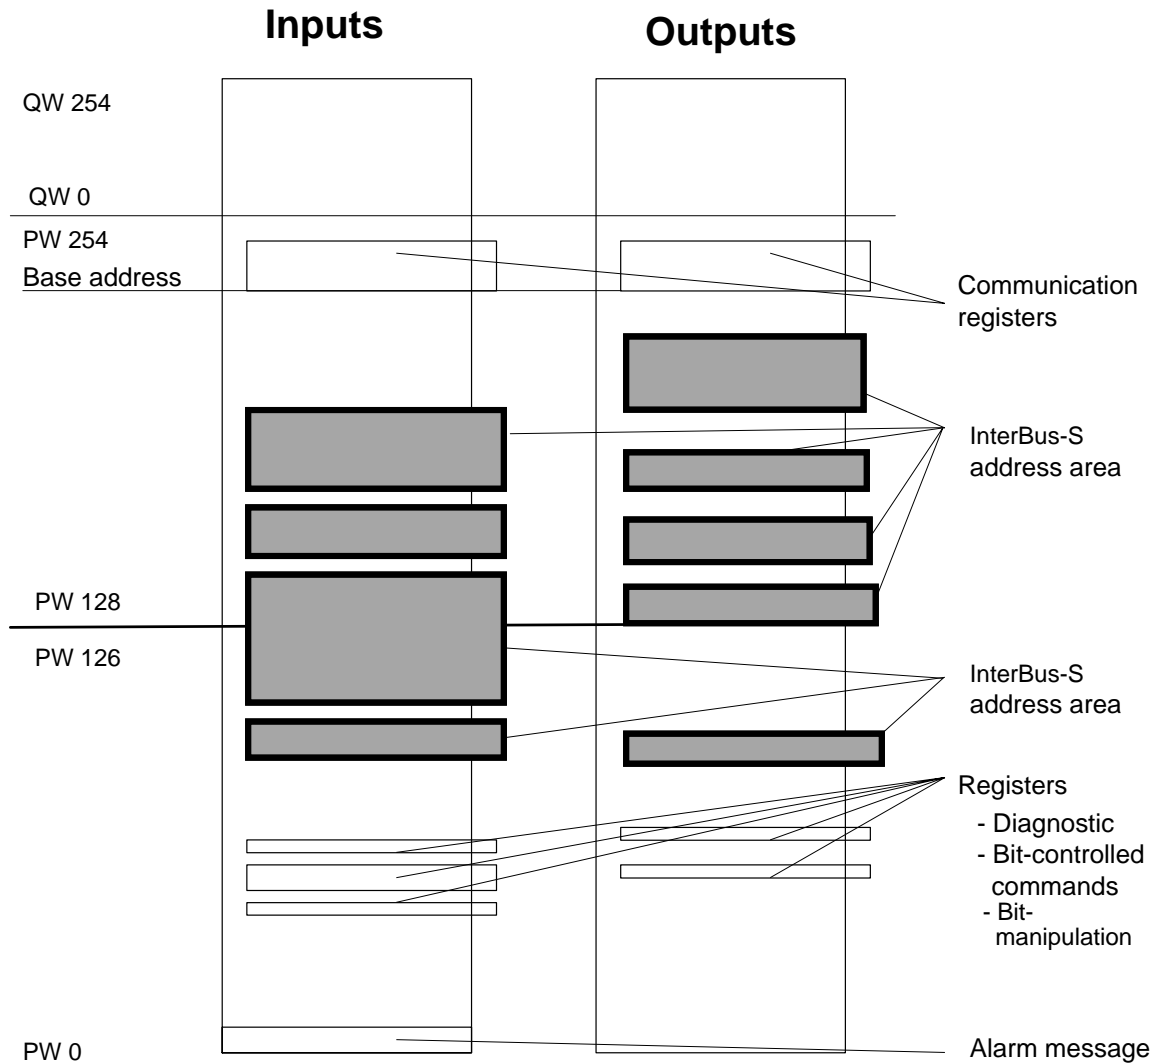 Inputs
Outputs
QW 254
QW 0
PW 254
Base address
Communication
registers
InterBus-S
address area
PW 128
PW 126
InterBus-S
address area
Registers
- Diagnostic
- Bit-controlled
commands
- Bit-
manipulation
PW 0
Alarm message